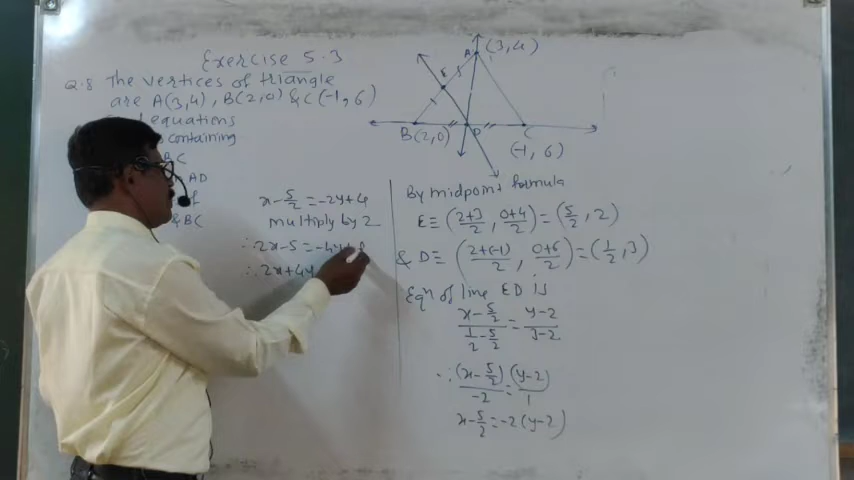 Exercise 5.3
Q.8 The vertices of triangle
are A(3,4), B(2,0) & C(-1, 6)
equations
containing
BC
AD
of
& BC
A (3,4)
E
B(2,0)
D
C
(-1, 6)
x-5/2 = -2y+4
multiply by 2
∴ 2x-5 = -4y+8
∴ 2x+4y
By midpoint formula
E ≡ (2+3/2, 0+4/2) = (5/2, 2)
& D ≡ (2+(-1)/2, 0+6/2) = (1/2, 3)
Eqn of line ED is
x-5/2 / 1/2-5/2 = y-2 / 3-2
∴ (x-5/2)/-2 = (y-2)/1
x-5/2 = -2(y-2)